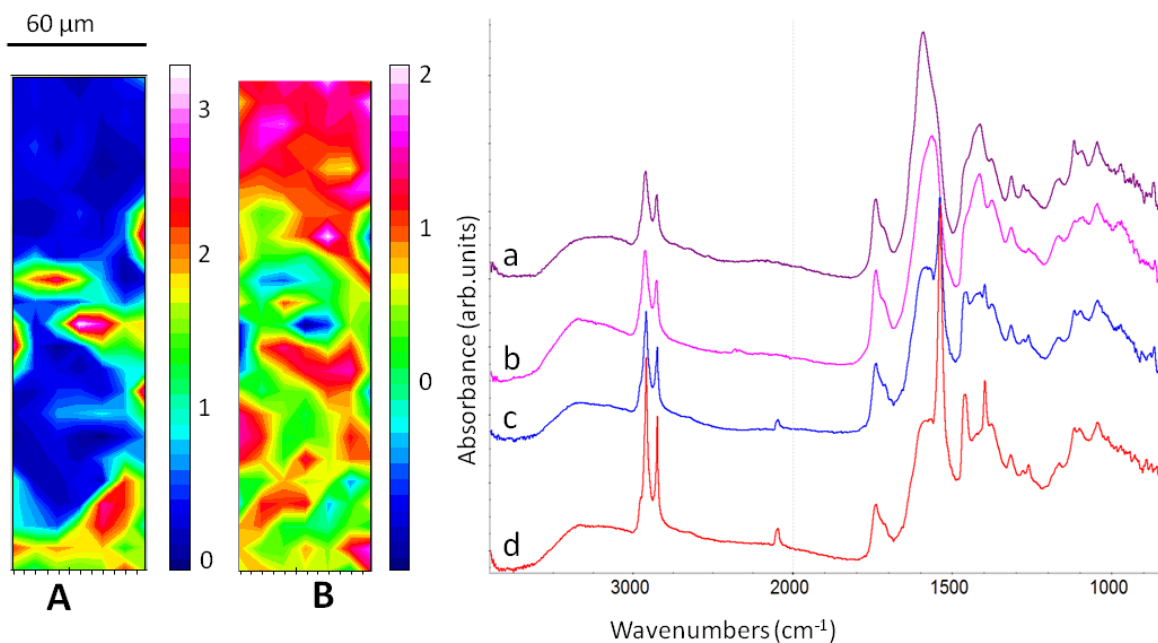 60 µm
3
2
1
0
A
2
1
0
B
Absorbance (arb.units)
a
b
c
d
3000 2000 1500 1000
Wavenumbers (cm-1)